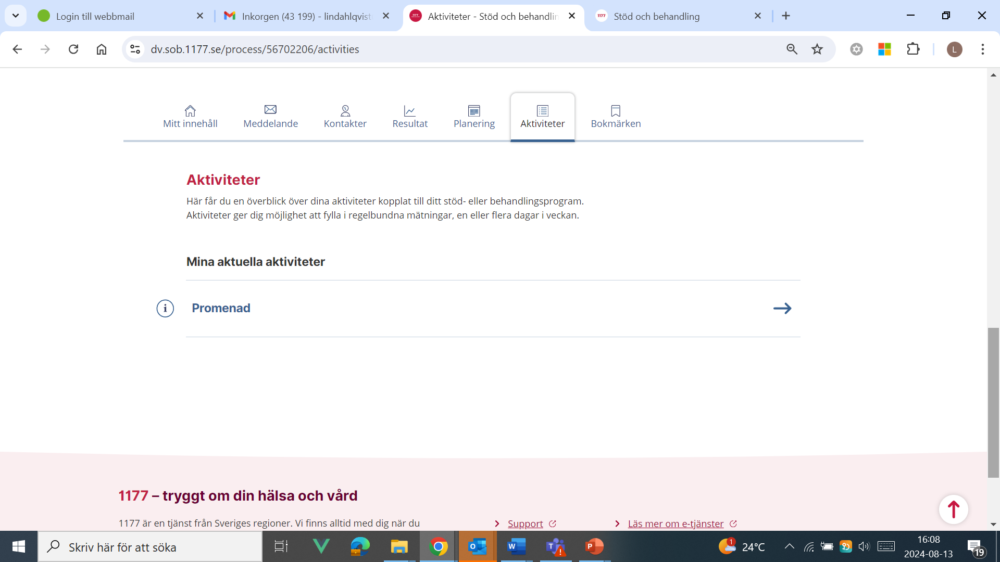 Login till webbmail
Inkorgen (43 199) - lindahlqvist
Aktiviteter - Stöd och behandlin
1177 Stöd och behandling
dv.sob.1177.se/process/56702206/activities
L
Mitt innehåll
Meddelande
Kontakter
Resultat
Planering
Aktiviteter
Bokmärken
Aktiviteter
Här får du en överblick över dina aktiviteter kopplat till ditt stöd- eller behandlingsprogram.
Aktiviteter ger dig möjlighet att fylla i regelbundna mätningar, en eller flera dagar i veckan.
Mina aktuella aktiviteter
i Promenad
1177 – tryggt om din hälsa och vård
1177 är en tjänst från Sveriges regioner. Vi finns alltid med dig när du
Support
Läs mer om e-tjänster
Skriv här för att söka
1 24°C
16:08
2024-08-13
19